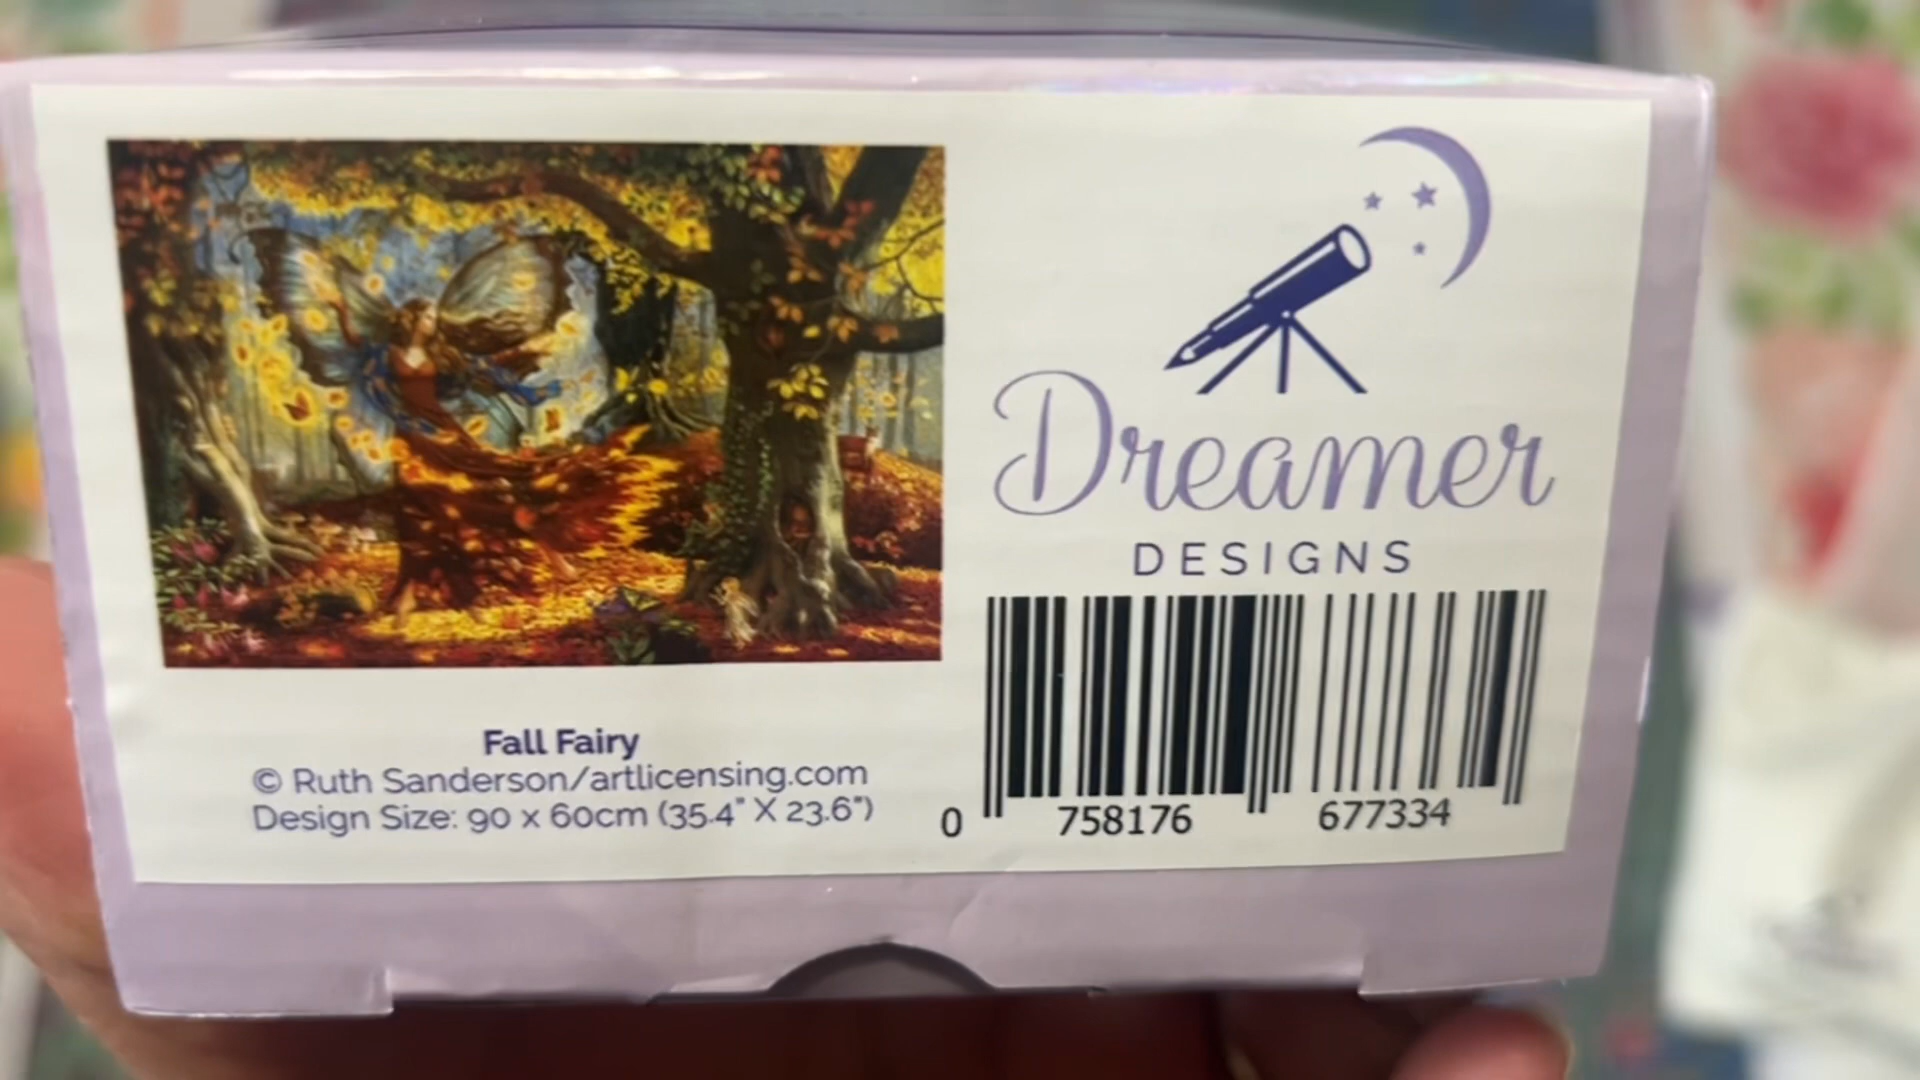 Dreamer
DESIGNS
Fall Fairy
© Ruth Sanderson/artlicensing.com
Design Size: 90 x 60cm (35.4" X 23.6")
0 758176 677334